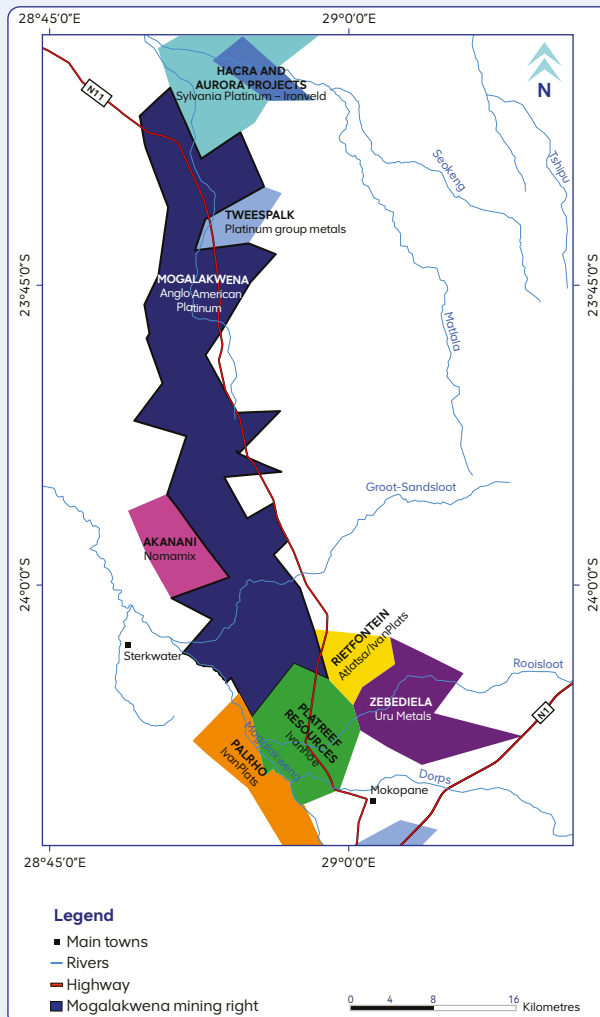 28°45′0″E
29°0′0″E
N
N11
HACRA AND
AURORA PROJECTS
Sylvania Platinum – Ironveld
Seokeng
Tshipu
TWEESPALK
Platinum group metals
23°45′0″S
23°45′0″S
MOGALAKWENA
Anglo American
Platinum
Matlala
Groot-Sandsloot
AKANANI
Nomamix
24°0′0″S
24°0′0″S
Sterkwater
RIETFONTEIN
Atlatsa/IvanPlats
Rooisloot
ZEBEDIELA
Uru Metals
N1
PLATREEF
RESOURCES
Ivanhoe
Mogalakwena
PALRHO
IvanPlats
Dorps
Mokopane
28°45′0″E
29°0′0″E
Legend
Main towns
Rivers
Highway
Mogalakwena mining right
0 4 8 16 Kilometres